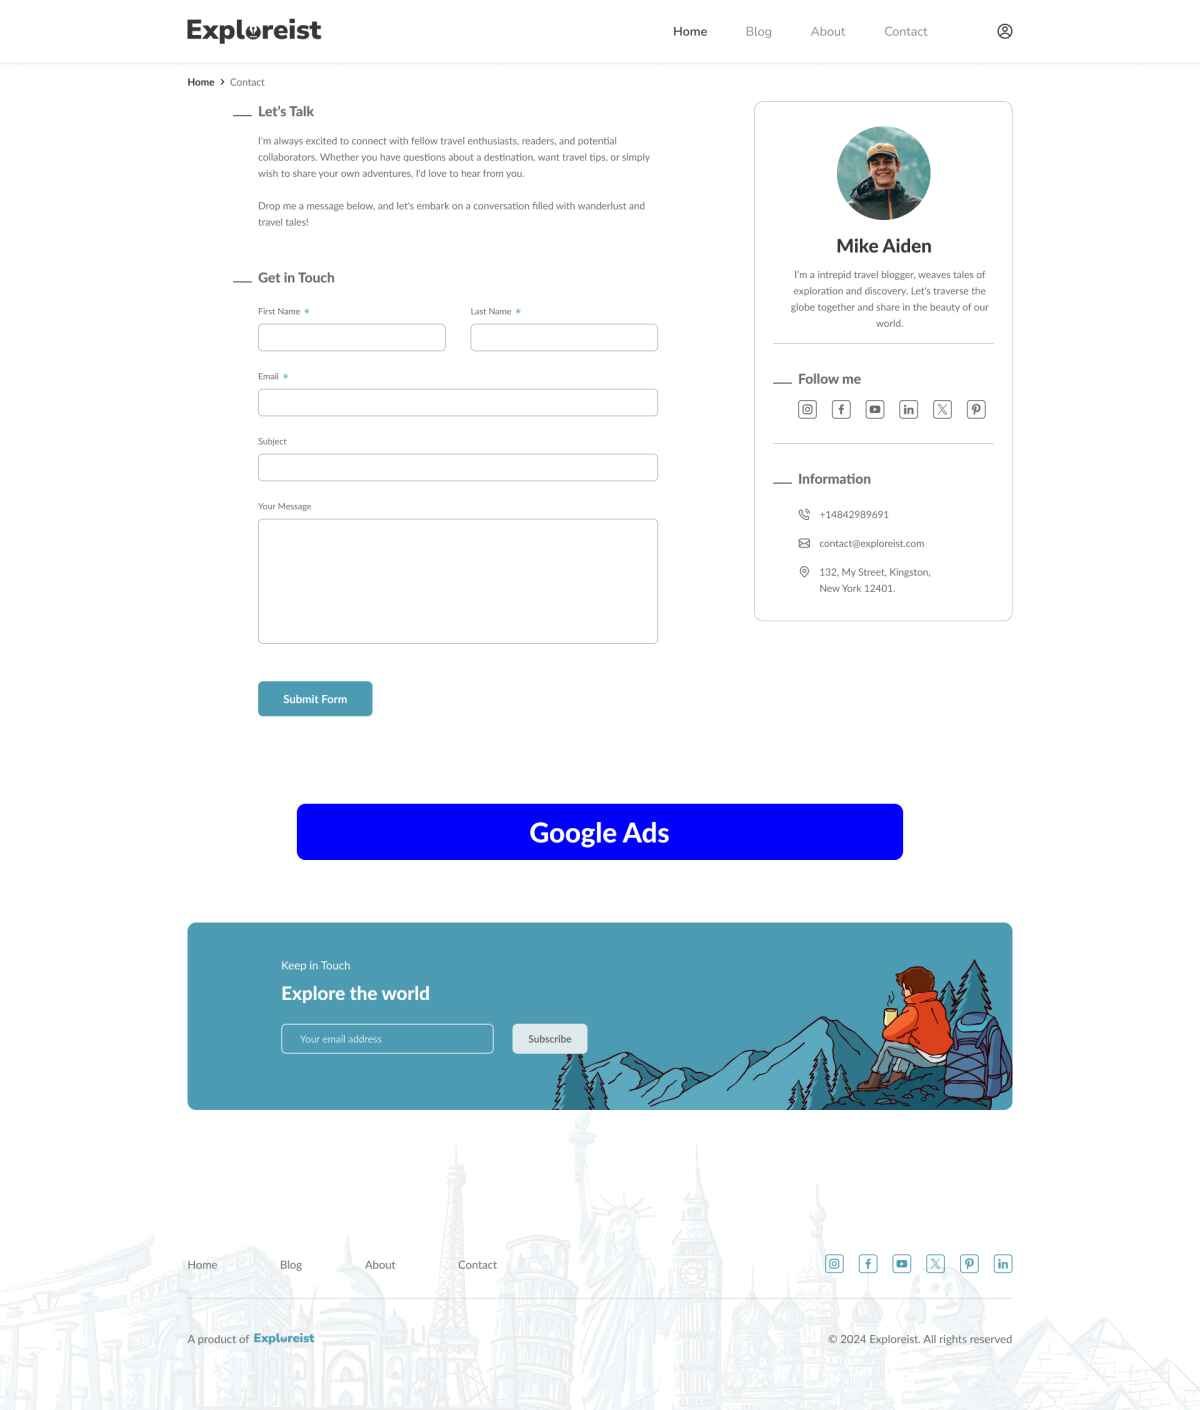 Exploreist
Home
Blog
About
Contact
Home > Contact
Let's Talk
I'm always excited to connect with fellow travel enthusiasts, readers, and potential
collaborators. Whether you have questions about a destination, want travel tips, or simply
wish to share your own adventures, I'd love to hear from you.
Drop me a message below, and let's embark on a conversation filled with wanderlust and
travel tales!
Get in Touch
First Name *
Last Name *
Email *
Subject
Your Message
Submit Form
Mike Aiden
I'm a intrepid travel blogger, weaves tales of
exploration and discovery. Let's traverse the
globe together and share in the beauty of our
world.
Follow me
Information
+14842989691
contact@exploreist.com
132, My Street, Kingston,
New York 12401.
Google Ads
Keep in Touch
Explore the world
Your email address
Subscribe
Home
Blog
About
Contact
A product of Exploreist
© 2024 Exploreist. All rights reserved